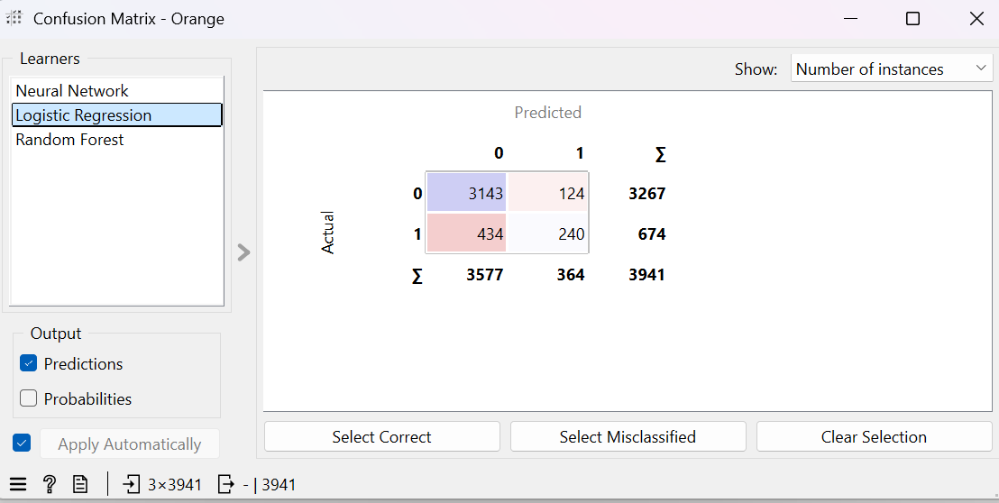 Confusion Matrix - Orange
Learners
Neural Network
Logistic Regression
Random Forest
Output
Predictions
Probabilities
Apply Automatically
Show: Number of instances
Predicted
0 1 ∑
Actual
0 3143 124 3267
1 434 240 674
∑ 3577 364 3941
Select Correct Select Misclassified Clear Selection
? 3×3941 - | 3941